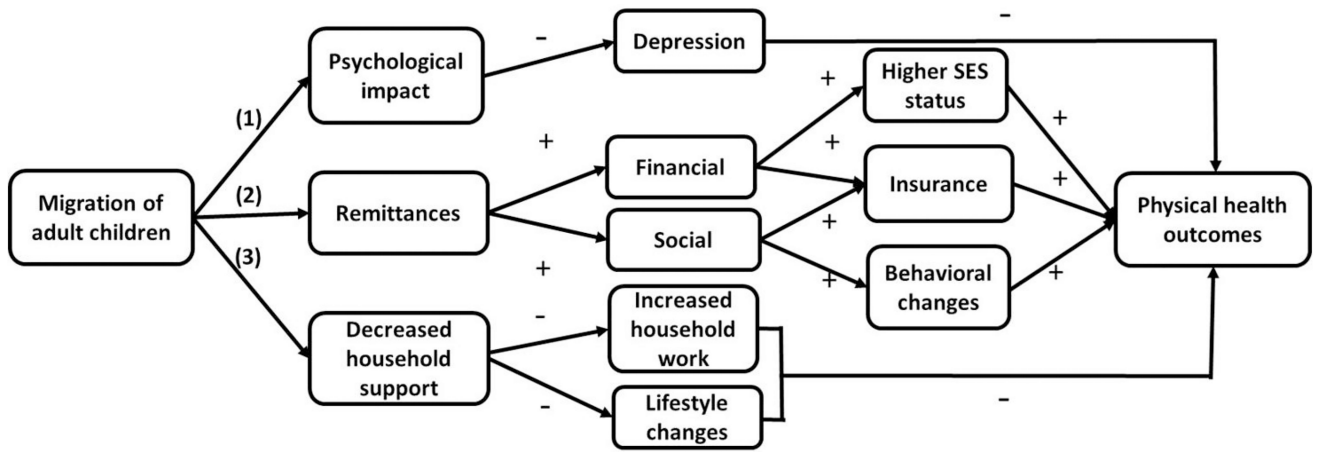 Migration of
adult children
(1)
(2)
(3)
Psychological
impact
Remittances
Decreased
household
support
–
+
+
–
–
Depression
Financial
Social
Increased
household
work
Lifestyle
changes
–
+
+
+
+
Higher SES
status
Insurance
Behavioral
changes
+
+
+
–
Physical health
outcomes